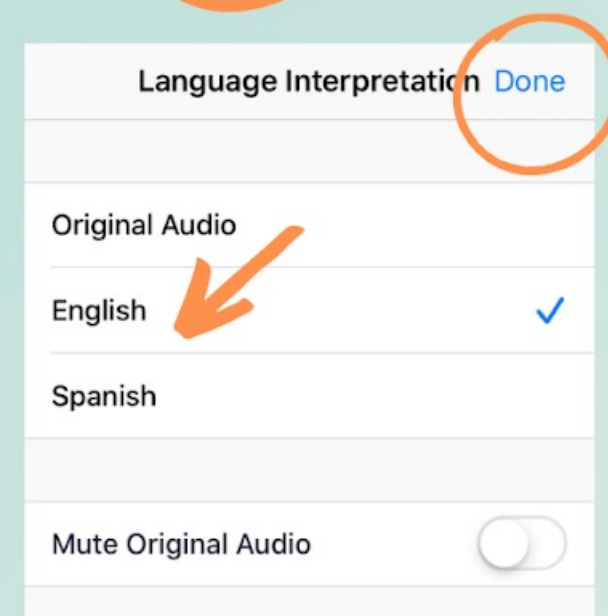 Language Interpretation Done
Original Audio
English
Spanish
Mute Original Audio